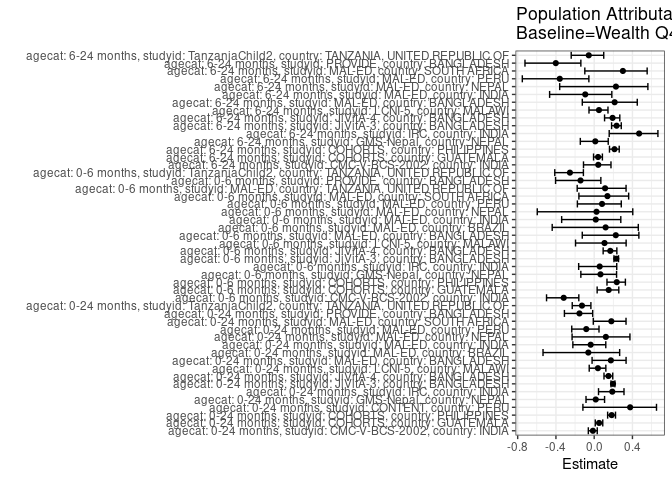 Population Attributa
Baseline=Wealth Q4
agecat: 6-24 months, studyid: TanzaniaChild2, country: TANZANIA, UNITED REPUBLIC OF
agecat: 6-24 months, studyid: PROVIDE, country: BANGLADESH
agecat: 6-24 months, studyid: MAL-ED, country: SOUTH AFRICA
agecat: 6-24 months, studyid: MAL-ED, country: PERU
agecat: 6-24 months, studyid: MAL-ED, country: NEPAL
agecat: 6-24 months, studyid: MAL-ED, country: INDIA
agecat: 6-24 months, studyid: MAL-ED, country: BANGLADESH
agecat: 6-24 months, studyid: LCNI-5, country: MALAWI
agecat: 6-24 months, studyid: JiVitA-4, country: BANGLADESH
agecat: 6-24 months, studyid: JiVitA-3, country: BANGLADESH
agecat: 6-24 months, studyid: IRC, country: INDIA
agecat: 6-24 months, studyid: GMS-Nepal, country: NEPAL
agecat: 6-24 months, studyid: COHORTS, country: PHILIPPINES
agecat: 6-24 months, studyid: COHORTS, country: GUATEMALA
agecat: 6-24 months, studyid: CMC-V-BCS-2002, country: INDIA
agecat: 0-6 months, studyid: TanzaniaChild2, country: TANZANIA, UNITED REPUBLIC OF
agecat: 0-6 months, studyid: PROVIDE, country: BANGLADESH
agecat: 0-6 months, studyid: MAL-ED, country: TANZANIA, UNITED REPUBLIC OF
agecat: 0-6 months, studyid: MAL-ED, country: SOUTH AFRICA
agecat: 0-6 months, studyid: MAL-ED, country: PERU
agecat: 0-6 months, studyid: MAL-ED, country: NEPAL
agecat: 0-6 months, studyid: MAL-ED, country: INDIA
agecat: 0-6 months, studyid: MAL-ED, country: BRAZIL
agecat: 0-6 months, studyid: MAL-ED, country: BANGLADESH
agecat: 0-6 months, studyid: LCNI-5, country: MALAWI
agecat: 0-6 months, studyid: JiVitA-4, country: BANGLADESH
agecat: 0-6 months, studyid: JiVitA-3, country: BANGLADESH
agecat: 0-6 months, studyid: IRC, country: INDIA
agecat: 0-6 months, studyid: GMS-Nepal, country: NEPAL
agecat: 0-6 months, studyid: COHORTS, country: PHILIPPINES
agecat: 0-6 months, studyid: COHORTS, country: GUATEMALA
agecat: 0-6 months, studyid: CMC-V-BCS-2002, country: INDIA
agecat: 0-24 months, studyid: TanzaniaChild2, country: TANZANIA, UNITED REPUBLIC OF
agecat: 0-24 months, studyid: PROVIDE, country: BANGLADESH
agecat: 0-24 months, studyid: MAL-ED, country: SOUTH AFRICA
agecat: 0-24 months, studyid: MAL-ED, country: PERU
agecat: 0-24 months, studyid: MAL-ED, country: NEPAL
agecat: 0-24 months, studyid: MAL-ED, country: INDIA
agecat: 0-24 months, studyid: MAL-ED, country: BRAZIL
agecat: 0-24 months, studyid: MAL-ED, country: BANGLADESH
agecat: 0-24 months, studyid: LCNI-5, country: MALAWI
agecat: 0-24 months, studyid: JiVitA-4, country: BANGLADESH
agecat: 0-24 months, studyid: JiVitA-3, country: BANGLADESH
agecat: 0-24 months, studyid: IRC, country: INDIA
agecat: 0-24 months, studyid: GMS-Nepal, country: NEPAL
agecat: 0-24 months, studyid: CONTENT, country: PERU
agecat: 0-24 months, studyid: COHORTS, country: PHILIPPINES
agecat: 0-24 months, studyid: COHORTS, country: GUATEMALA
agecat: 0-24 months, studyid: CMC-V-BCS-2002, country: INDIA
-0.8 -0.4 0.0 0.4
Estimate